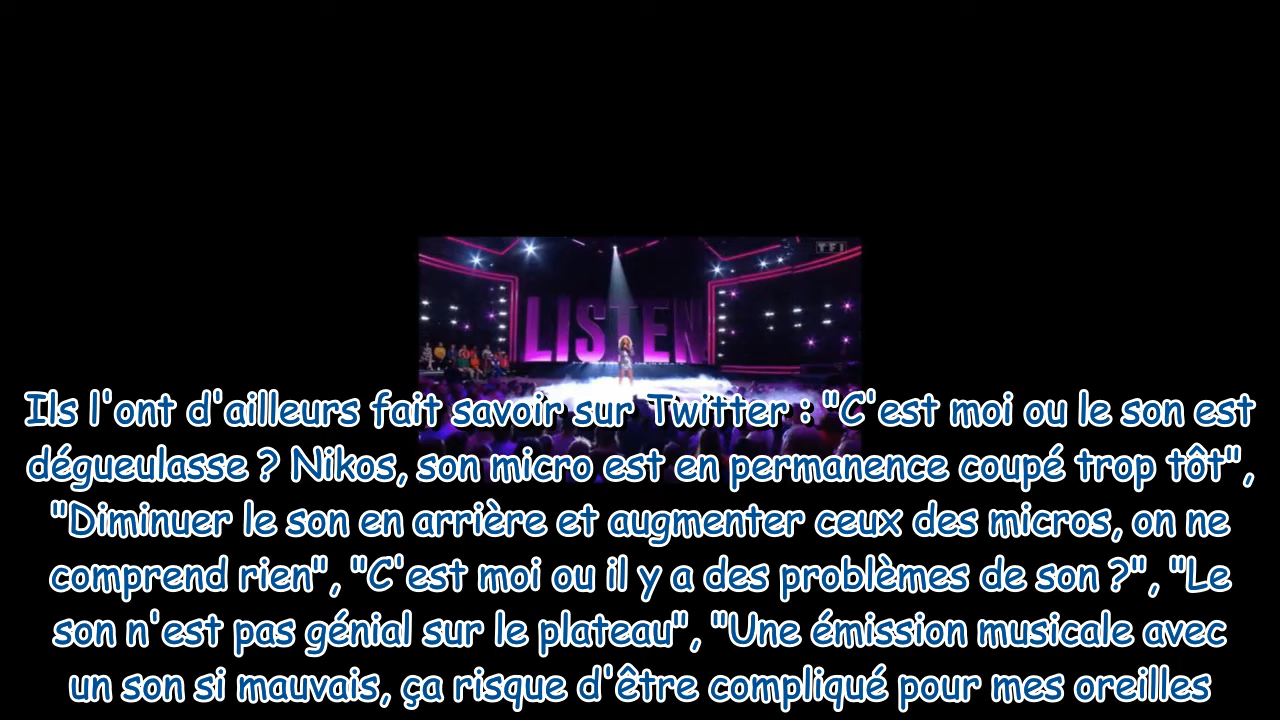 TF1
LISTEN
Ils l'ont d'ailleurs fait savoir sur Twitter : "C'est moi ou le son est
dégueulasse ? Nikos, son micro est en permanence coupé trop tôt",
"Diminuer le son en arrière et augmenter ceux des micros, on ne
comprend rien", "C'est moi ou il y a des problèmes de son ?", "Le
son n'est pas génial sur le plateau", "Une émission musicale avec
un son si mauvais, ça risque d'être compliqué pour mes oreilles